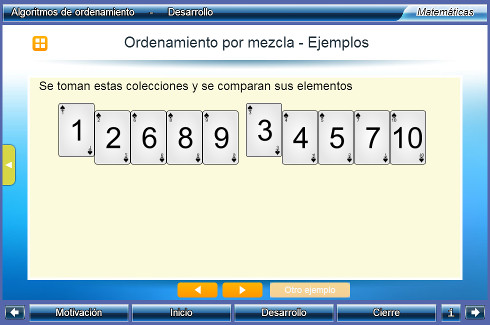 Algoritmos de ordenamiento - Desarrollo Matemáticas
Ordenamiento por mezcla - Ejemplos
Se toman estas colecciones y se comparan sus elementos
1 2 6 8 9 3 4 5 7 10
Otro ejemplo
Motivación Inicio Desarrollo Cierre i